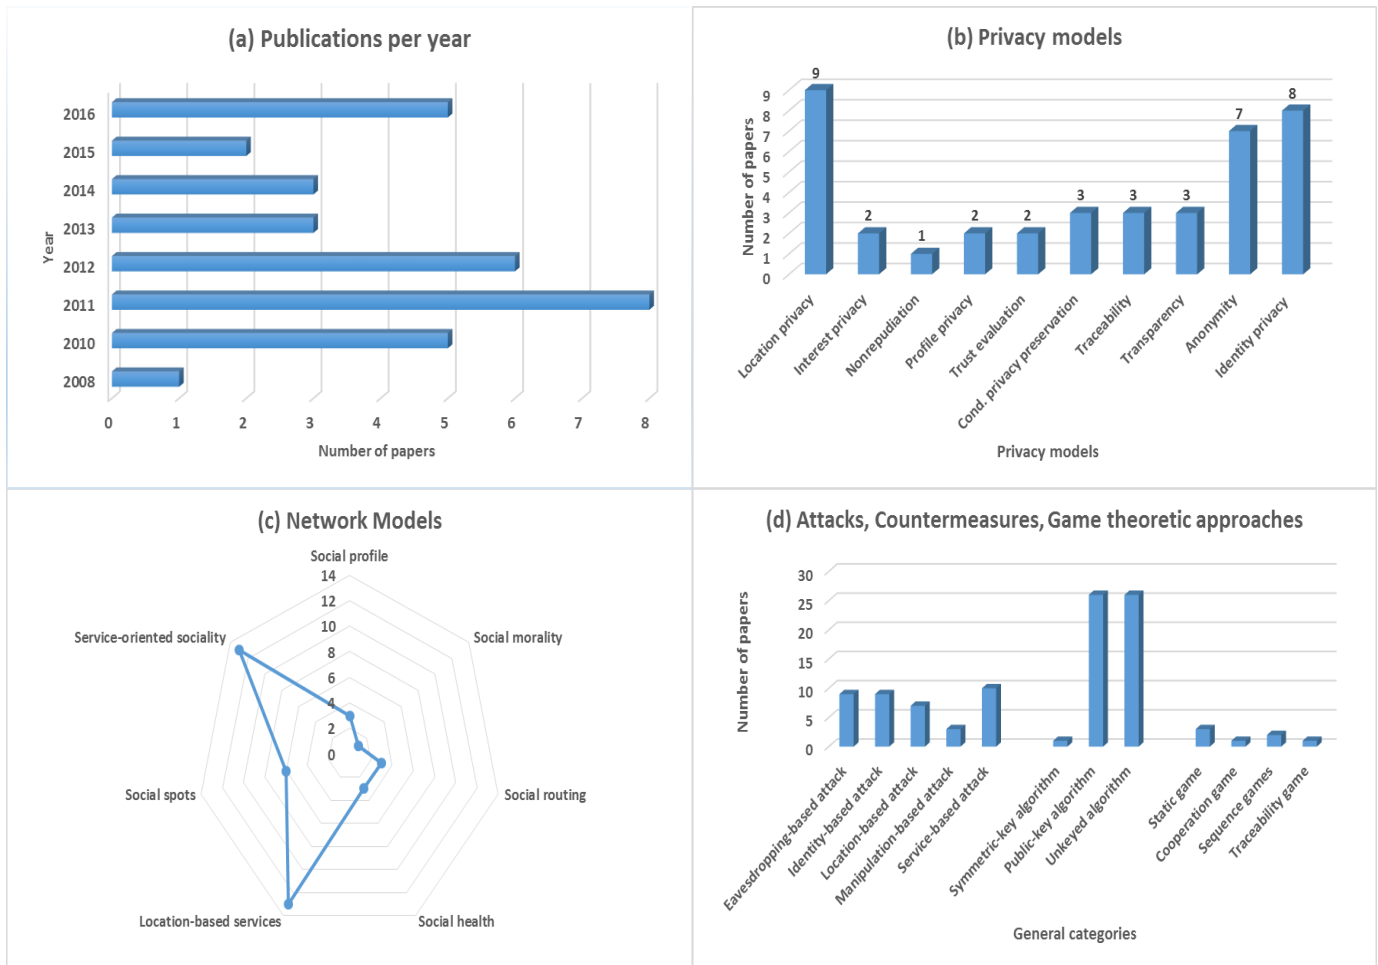 (a) Publications per year
Year
2016
2015
2014
2013
2012
2011
2010
2008
0 1 2 3 4 5 6 7 8
Number of papers
(b) Privacy models
Number of papers
9
8
7
6
5
4
3
2
1
0
9 2 1 2 2 3 3 3 7 8
Location privacy
Interest privacy
Nonrepudiation
Profile privacy
Trust evaluation
Cond. privacy preservation
Traceability
Transparency
Anonymity
Identity privacy
Privacy models
(c) Network Models
Social profile
14
12
10
8
6
4
2
0
Service-oriented sociality
Social morality
Social spots
Social routing
Location-based services
Social health
(d) Attacks, Countermeasures, Game theoretic approaches
Number of papers
30
25
20
15
10
5
0
Eavesdropping-based attack
Identity-based attack
Location-based attack
Manipulation-based attack
Service-based attack
Symmetric-key algorithm
Public-key algorithm
Unkeyed algorithm
Static game
Cooperation game
Sequence games
Traceability game
General categories